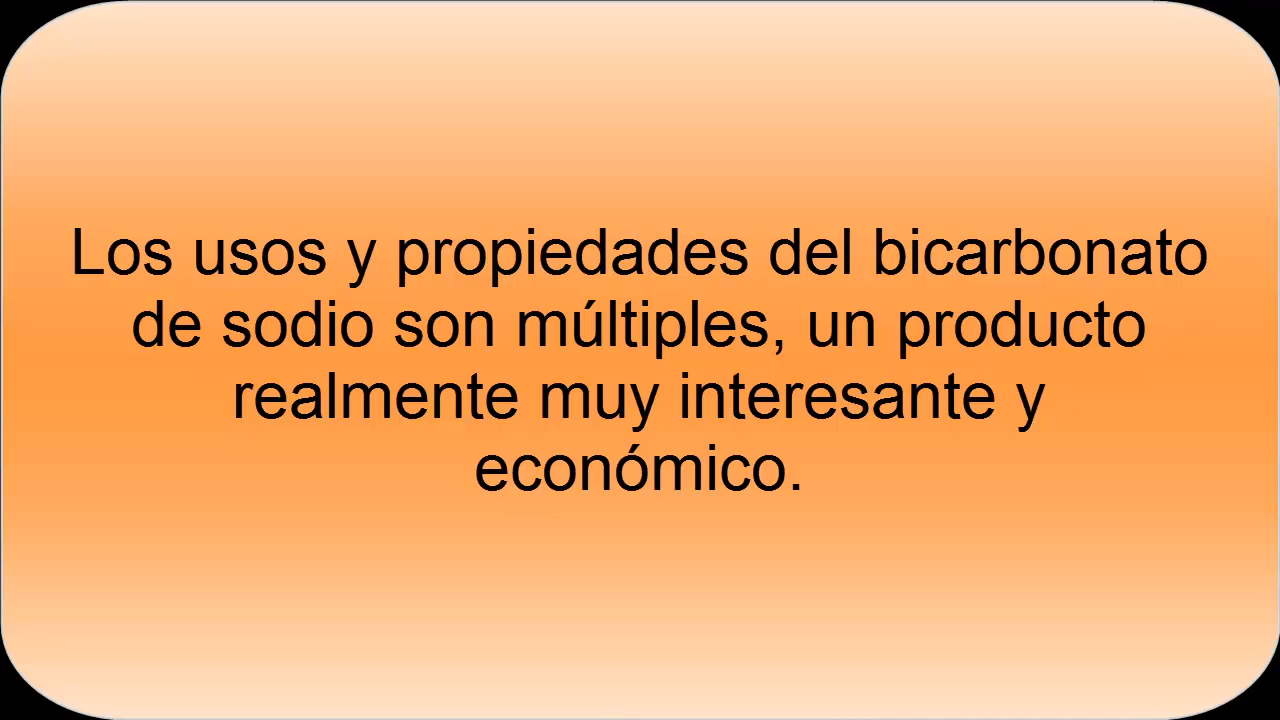 Los usos y propiedades del bicarbonato
de sodio son múltiples, un producto
realmente muy interesante y
económico.